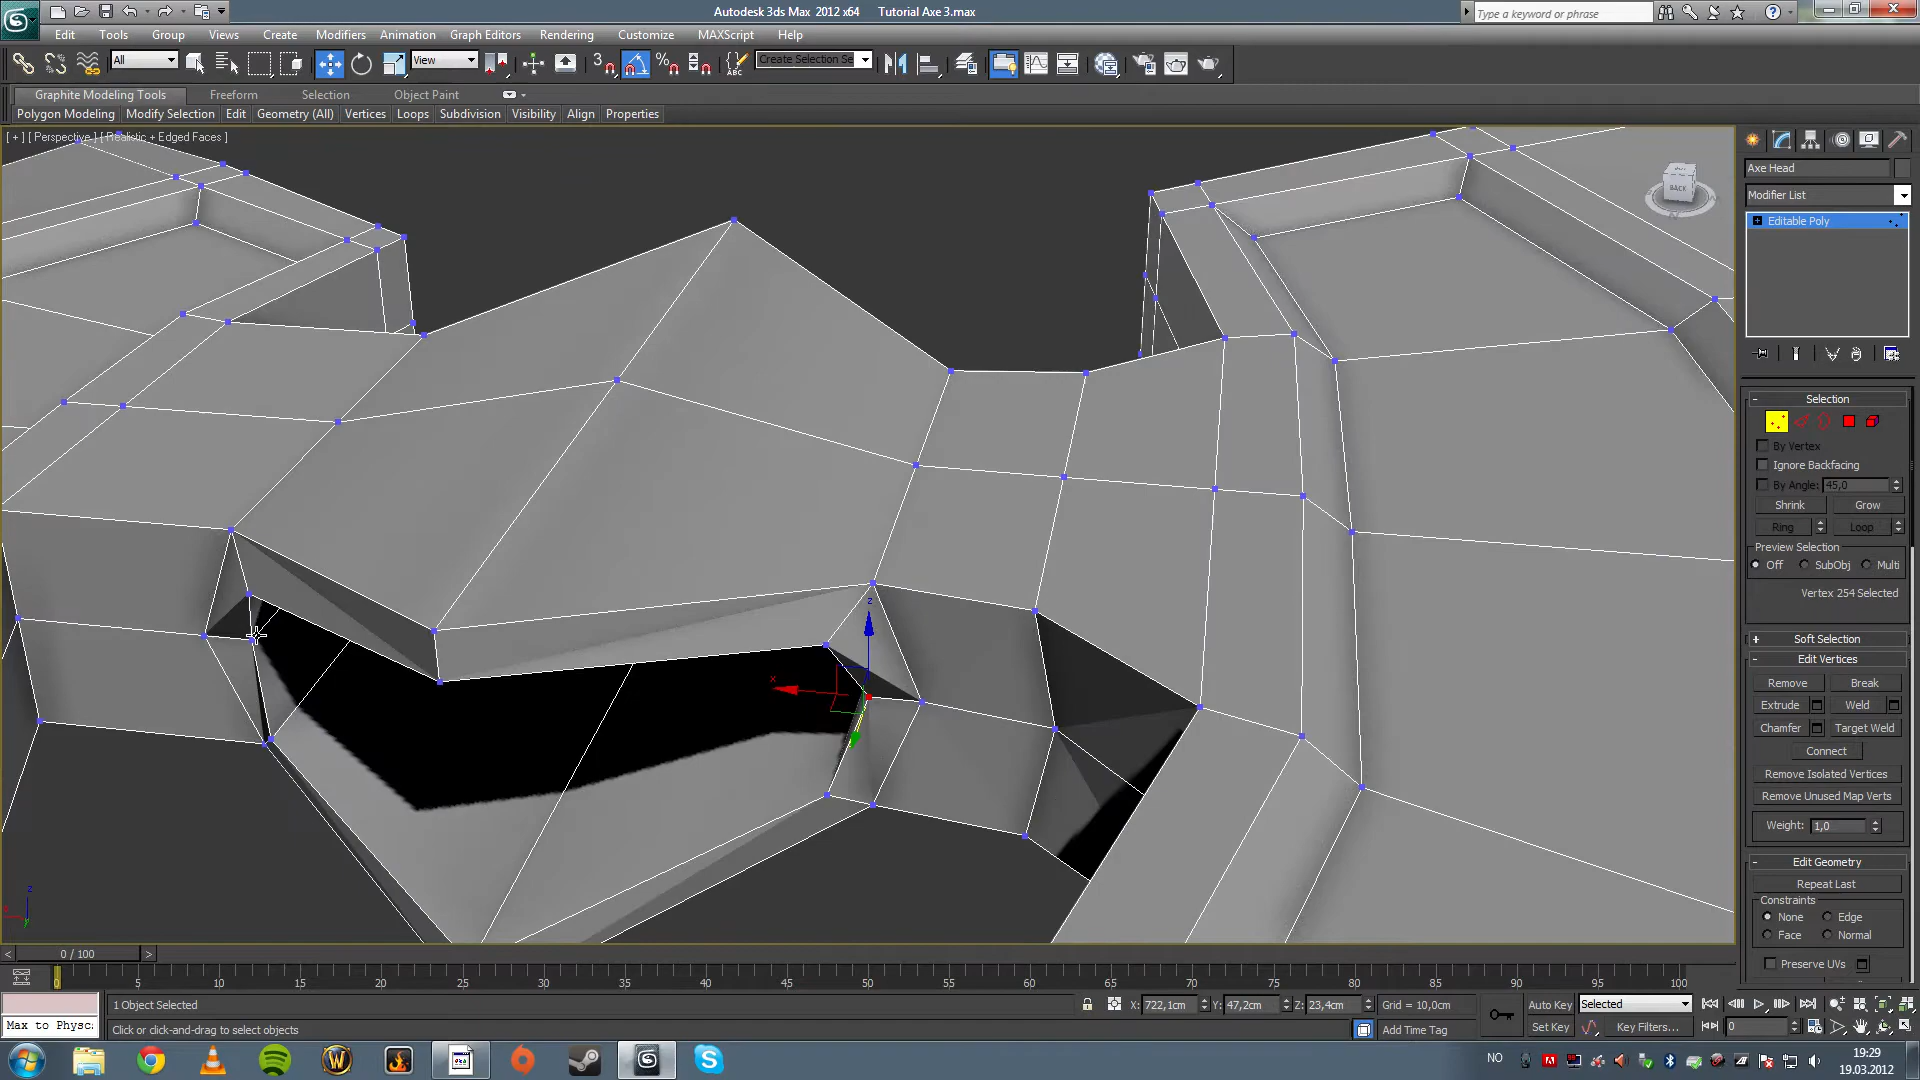 Autodesk 3ds Max 2012 x64 Tutorial Axe 3.max
Type a keyword or phrase
Edit Tools Group Views Create Modifiers Animation Graph Editors Rendering Customize MAXScript Help
All View 3 Create Selection Se
Graphite Modeling Tools Freeform Selection Object Paint
Polygon Modeling Modify Selection Edit Geometry (All) Vertices Loops Subdivision Visibility Align Properties
[ + ] [ Perspective ] [ Realistic + Edged Faces ]
BACK
Axe Head
Modifier List
Editable Poly
Selection
By Vertex
Ignore Backfacing
By Angle: 45,0
Shrink Grow
Ring Loop
Preview Selection
Off SubObj Multi
Vertex 254 Selected
Soft Selection
Edit Vertices
Remove Break
Extrude Weld
Chamfer Target Weld
Connect
Remove Isolated Vertices
Remove Unused Map Verts
Weight: 1,0
Edit Geometry
Repeat Last
Constraints
None Edge
Face Normal
Preserve UVs
z
x
z
x
y
0 / 100
0 5 10 15 20 25 30 35 40 45 50 55 60 65 70 75 80 85 90 95 100
1 Object Selected X: 722,1cm Y: 47,2cm Z: 23,4cm Grid = 10,0cm Auto Key Selected
Max to Physc: Click or click-and-drag to select objects Add Time Tag Set Key Key Filters... 0
NO 19:29
19.03.2012